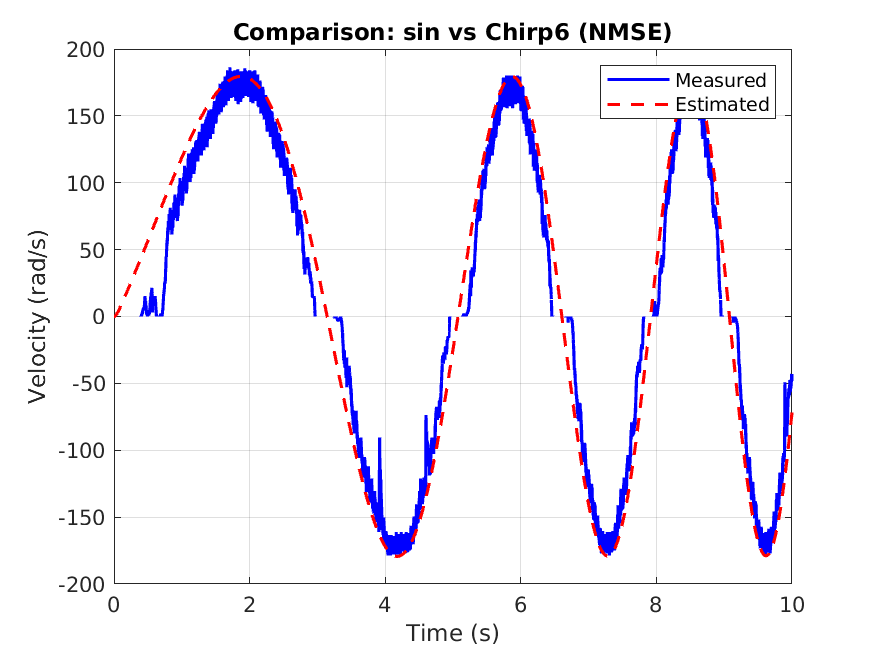 Comparison: sin vs Chirp6 (NMSE)
200
150
100
50
0
-50
-100
-150
-200
Velocity (rad/s)
Measured
Estimated
0 2 4 6 8 10
Time (s)